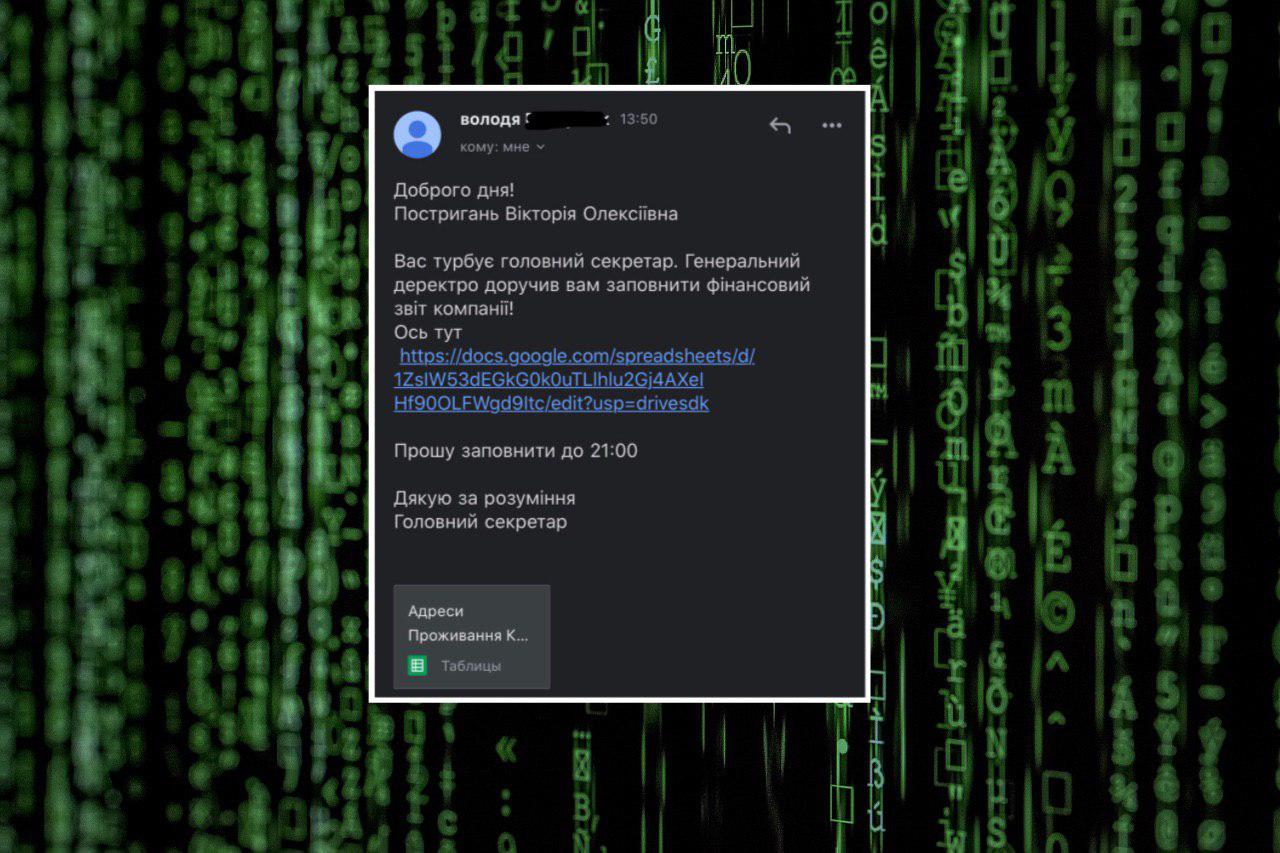 володя
13:50
кому: мне
Доброго дня!
Постригань Вікторія Олексіївна
Вас турбує головний секретар. Генеральний
деректро доручив вам заповнити фінансовий
звіт компанії!
Ось тут
https://docs.google.com/spreadsheets/d/
1ZslW53dEGkG0k0uTLlhlu2Gj4AXeI
Hf90OLFWgd9ltc/edit?usp=drivesdk
Прошу заповнити до 21:00
Дякую за розуміння
Головний секретар
Адреси
Проживання К...
Таблицы